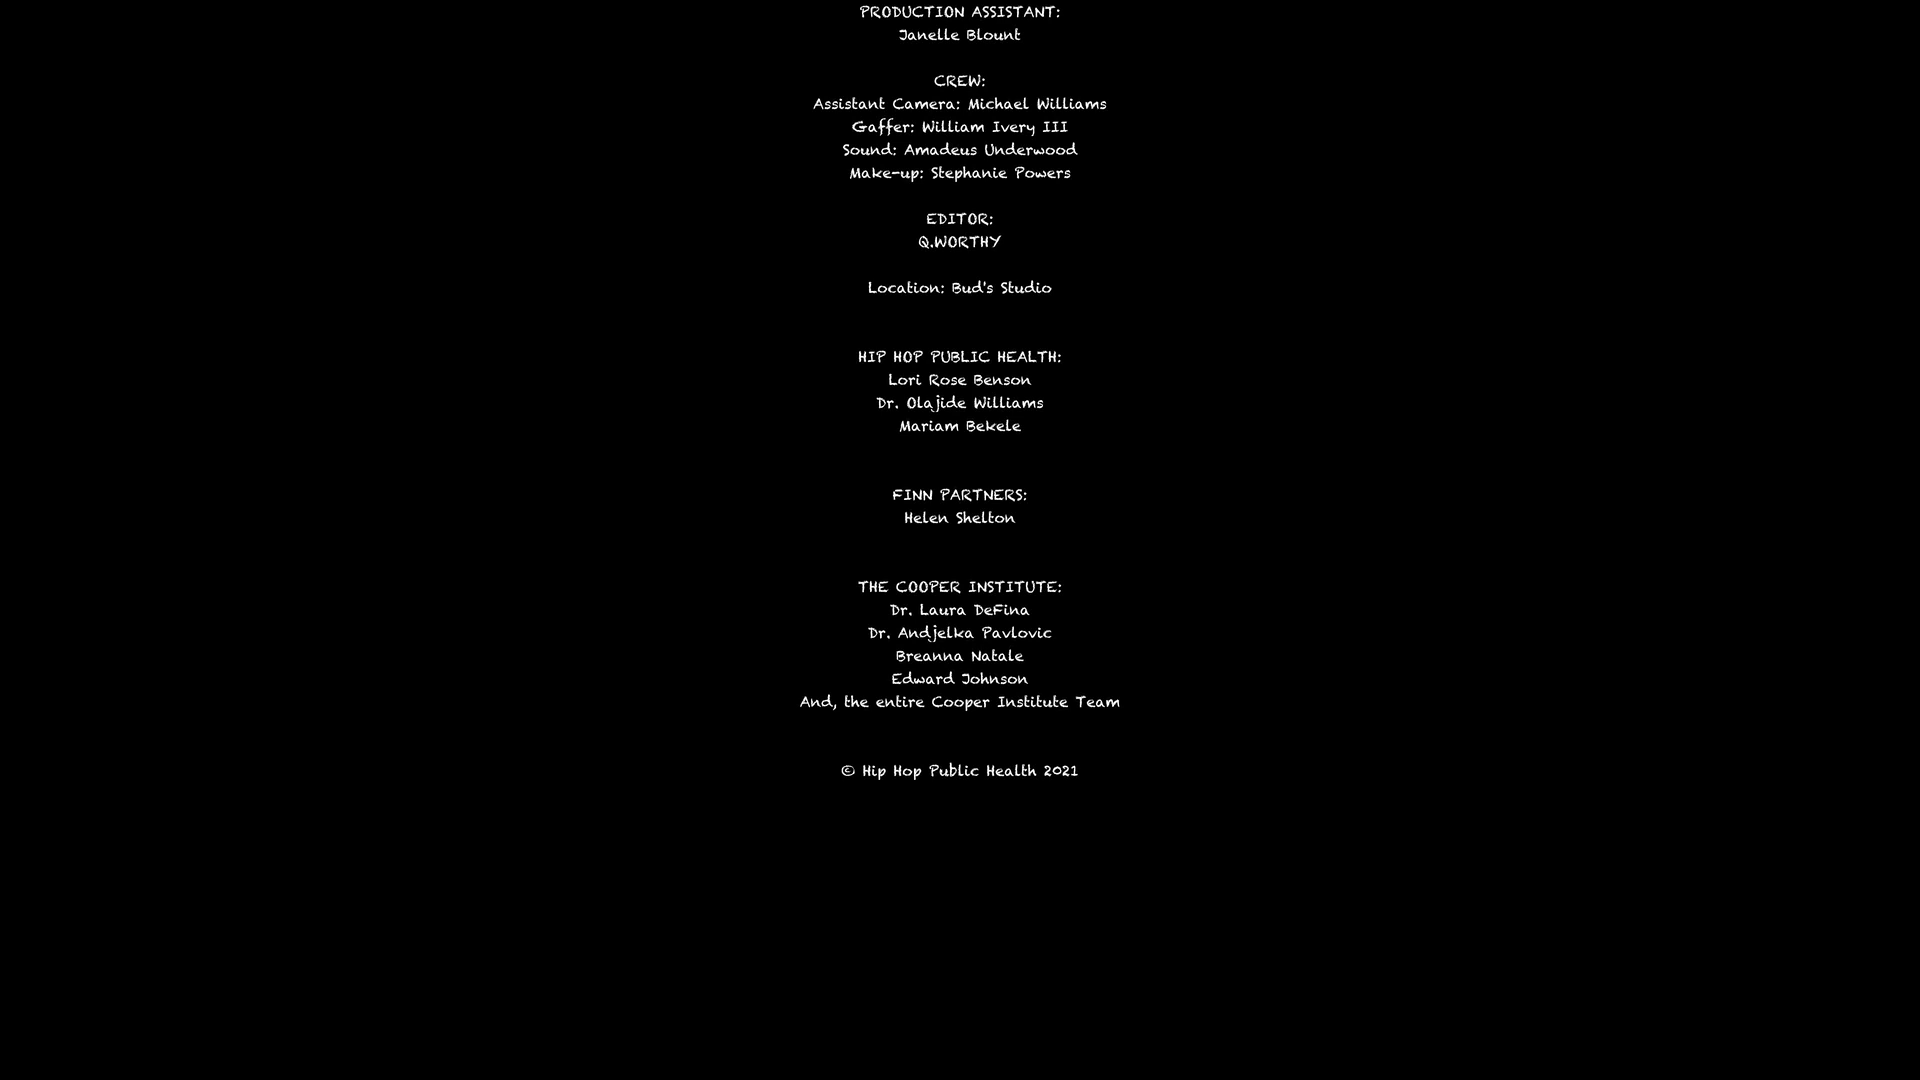 PRODUCTION ASSISTANT:
Janelle Blount
CREW:
Assistant Camera: Michael Williams
Gaffer: William Ivery III
Sound: Amadeus Underwood
Make-up: Stephanie Powers
EDITOR:
Q.WORTHY
Location: Bud's Studio
HIP HOP PUBLIC HEALTH:
Lori Rose Benson
Dr. Olajide Williams
Mariam Bekele
FINN PARTNERS:
Helen Shelton
THE COOPER INSTITUTE:
Dr. Laura DeFina
Dr. Andjelka Pavlovic
Breanna Natale
Edward Johnson
And, the entire Cooper Institute Team
© Hip Hop Public Health 2021